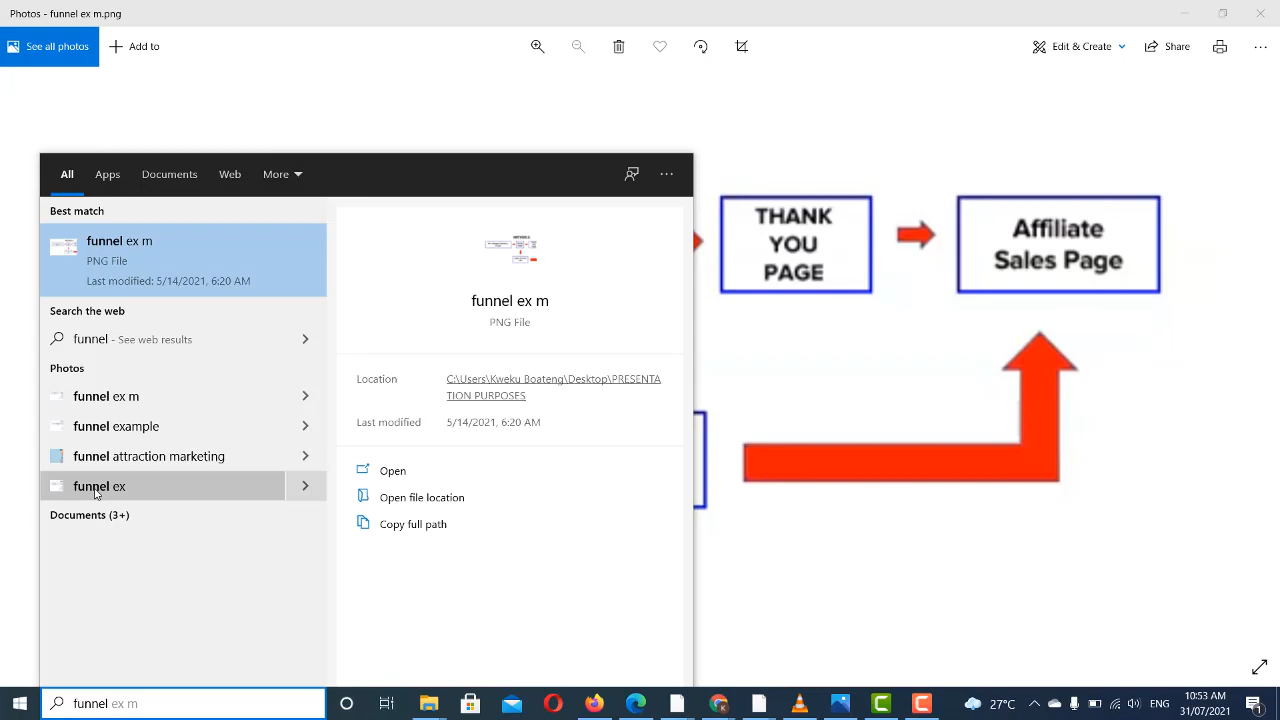 Photos - funnel ex m.png
See all photos
Add to
Edit & Create
Share
All
Apps
Documents
Web
More
Best match
funnel ex m
PNG File
Last modified: 5/14/2021, 6:20 AM
Search the web
funnel - See web results
Photos
funnel ex m
funnel example
funnel attraction marketing
funnel ex
Documents (3+)
funnel ex m
PNG File
Location
C:\Users\Kweku Boateng\Desktop\PRESENTA
TION PURPOSES
Last modified
5/14/2021, 6:20 AM
Open
Open file location
Copy full path
THANK
YOU
PAGE
Affiliate
Sales Page
funnel ex m
27°C
ENG
10:53 AM
31/07/2021